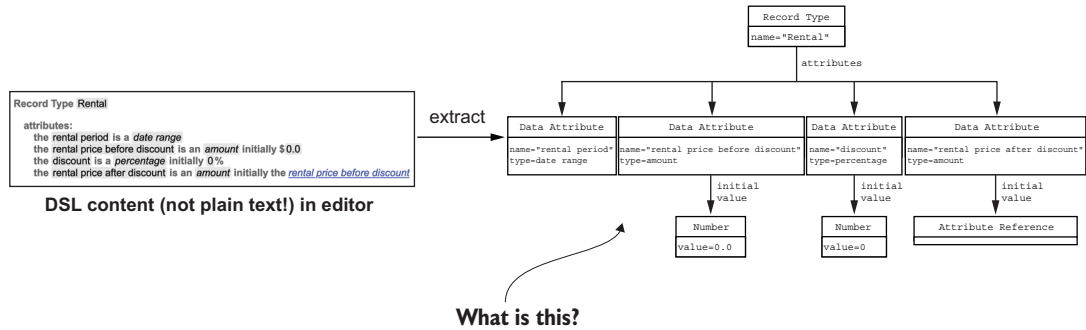 Record Type Rental
attributes:
the rental period is a date range
the rental price before discount is an amount initially $0.0
the discount is a percentage initially 0%
the rental price after discount is an amount initially the rental price before discount
DSL content (not plain text!) in editor
extract
Record Type
name="Rental"
attributes
Data Attribute
name="rental period"
type=date range
Data Attribute
name="rental price before discount"
type=amount
Data Attribute
name="discount"
type=percentage
Data Attribute
name="rental price after discount"
type=amount
initial
value
initial
value
initial
value
Number
value=0.0
Number
value=0
Attribute Reference
What is this?